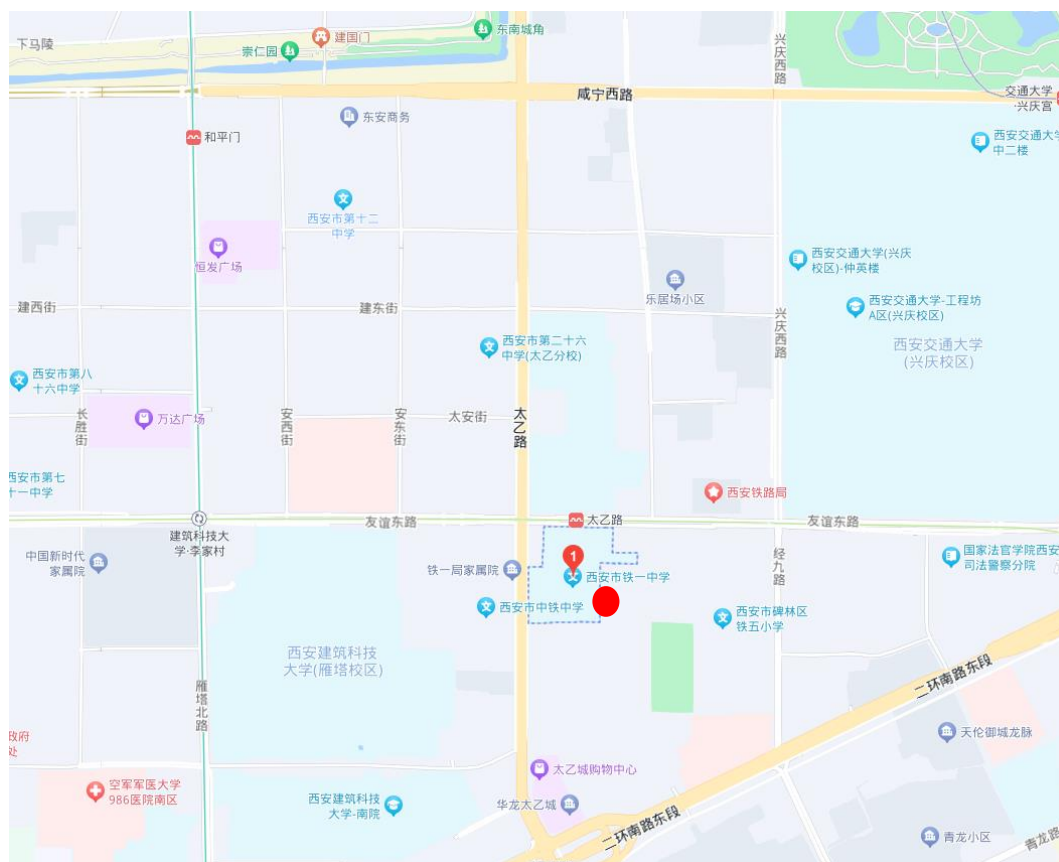 下马陵
建国门
崇仁园
东南城角
兴庆西路
咸宁西路
交通大学
·兴庆宫
东安商务
和平门
西安交通大学
中二楼
西安市第十二
中学
恒发广场
西安交通大学(兴庆
校区)-仲英楼
乐居场小区
西安交通大学-工程坊
A区(兴庆校区)
建西街
建东街
兴庆西路
西安市第二十六
中学(太乙分校)
西安交通大学
(兴庆校区)
西安市第八
十六中学
长胜街
万达广场
安西街
安东街
太安街
太乙路
西安市第七
十一中学
西安铁路局
友谊东路
太乙路
友谊东路
建筑科技大
学·李家村
中国新时代
家属院
铁一局家属院
1
西安市铁一中学
经九路
国家法官学院西安
司法警察分院
西安市中铁中学
西安市碑林区
铁五小学
西安建筑科技
大学(雁塔校区)
雁塔北路
二环南路东段
政府
处
天伦御城龙脉
太乙城购物中心
空军军医大学
986医院南区
西安建筑科技
大学-南院
华龙太乙城
二环南路东段
青龙小区
青龙路